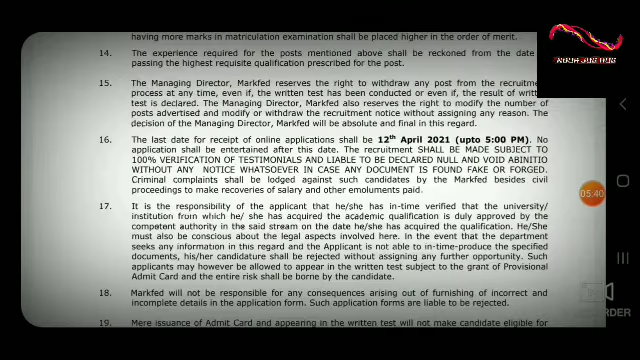 having more marks in matriculation examination shall be placed higher in the order of merit.
14. The experience required for the posts mentioned above shall be reckoned from the date
passing the highest requisite qualification prescribed for the post.
15. The Managing Director, Markfed reserves the right to withdraw any post from the recruitme
process at any time, even if, the written test has been conducted or even if, the result of writt
test is declared. The Managing Director, Markfed also reserves the right to modify the number of
posts advertised and modify or withdraw the recruitment notice without assigning any reason. The
decision of the Managing Director, Markfed will be absolute and final in this regard.
16. The last date for receipt of online applications shall be 12th April 2021 (upto 5:00 PM). No
application shall be entertained after this date. The recruitment SHALL BE MADE SUBJECT TO
100% VERIFICATION OF TESTIMONIALS AND LIABLE TO BE DECLARED NULL AND VOID ABINITIO
WITHOUT ANY NOTICE WHATSOEVER IN CASE ANY DOCUMENT IS FOUND FAKE OR FORGED.
Criminal complaints shall be lodged against such candidates by the Markfed besides civil
proceedings to make recoveries of salary and other emoluments paid.
05:40
17. It is the responsibility of the applicant that he/she has in-time verified that the university/
institution from which he/ she has acquired the academic qualification is duly approved by the
competent authority in the said stream on the date he/she has acquired the qualification. He/She
must also be conscious about the legal aspects involved here. In the event that the department
seeks any information in this regard and the Applicant is not able to in-time-produce the specified
documents, his/her candidature shall be rejected without assigning any further opportunity. Such
applicants may however be allowed to appear in the written test subject to the grant of Provisional
Admit Card and the entire risk shall be borne by the candidate.
18. Markfed will not be responsible for any consequences arising out of furnishing of incorrect and
incomplete details in the application form. Such application forms are liable to be rejected.
ORDER
19. Mere issuance of Admit Card and appearing in the written test will not make candidate eligible for